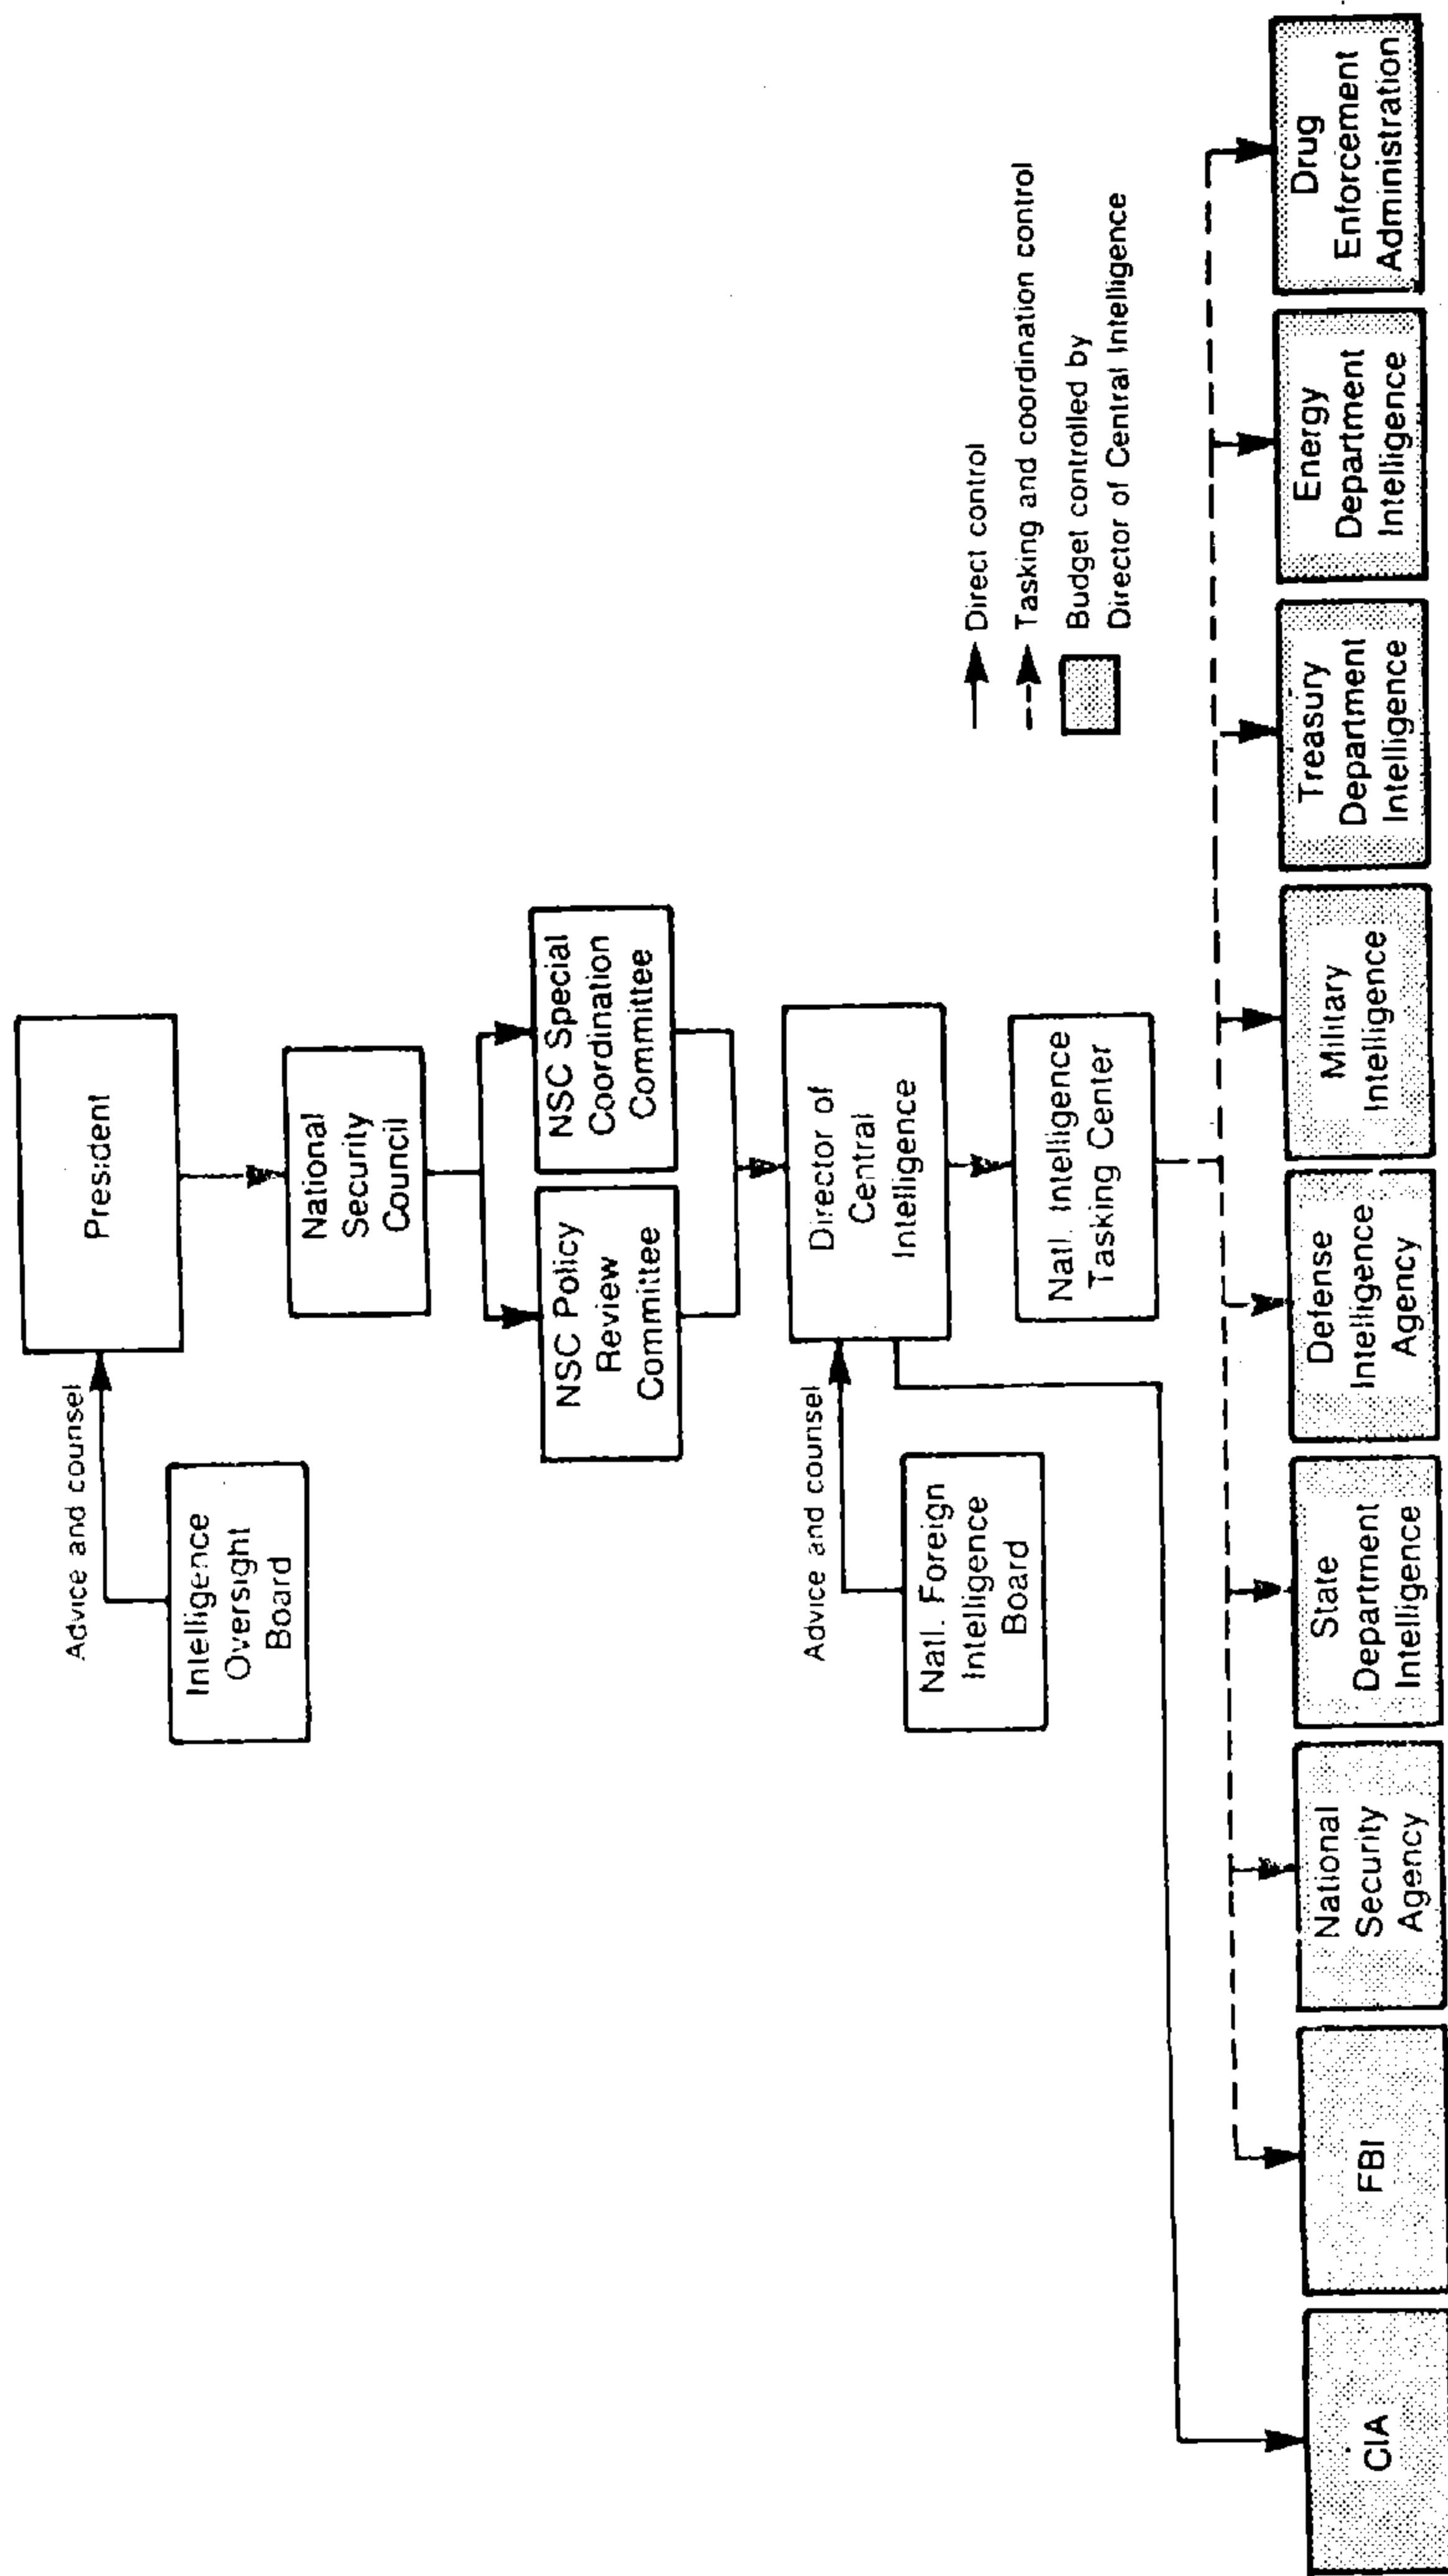 President
Advice and counsel
Intelligence
Oversight
Board
National
Security
Council
NSC Policy
Review
Committee
NSC Special
Coordination
Committee
Advice and counsel
Director of
Central
Intelligence
Natl. Foreign
Intelligence
Board
Natl. Intelligence
Tasking Center
Direct control
Tasking and coordination control
Budget controlled by
Director of Central Intelligence
CIA
FBI
National
Security
Agency
State
Department
Intelligence
Defense
Intelligence
Agency
Military
Intelligence
Treasury
Department
Intelligence
Energy
Department
Intelligence
Drug
Enforcement
Administration